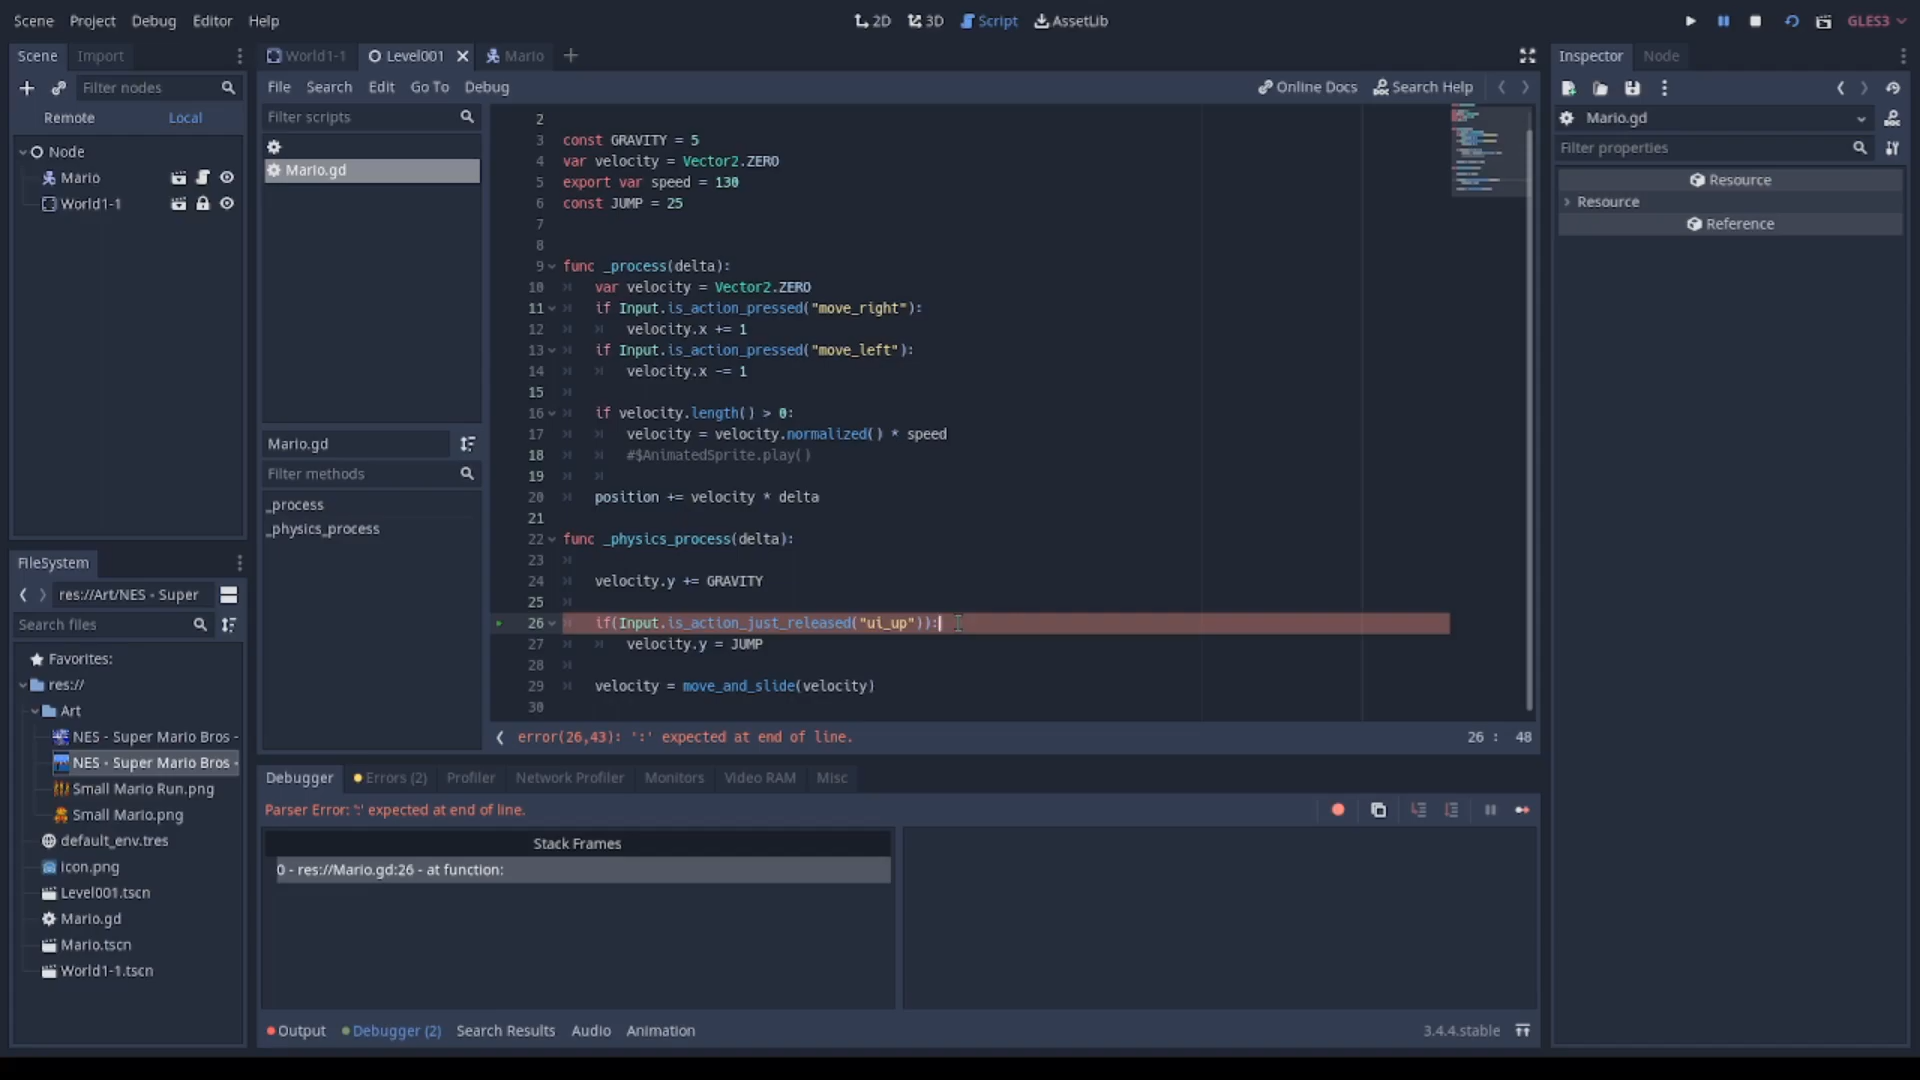 Scene Project Debug Editor Help
2D 3D Script AssetLib
GLES3
Scene Import
World1-1 Level001 Mario
Inspector Node
Filter nodes
File Search Edit Go To Debug
Online Docs Search Help
Remote Local
Filter scripts
Mario.gd
Filter properties
Node
Mario
World1-1
Mario.gd
Resource
Resource
Reference
2
3 const GRAVITY = 5
4 var velocity = Vector2.ZERO
5 export var speed = 130
6 const JUMP = 25
7
8
9 func _process(delta):
10 var velocity = Vector2.ZERO
11 if Input.is_action_pressed("move_right"):
12 velocity.x += 1
13 if Input.is_action_pressed("move_left"):
14 velocity.x -= 1
15
16 if velocity.length() > 0:
17 velocity = velocity.normalized() * speed
18 #$AnimatedSprite.play()
19
20 position += velocity * delta
21
22 func _physics_process(delta):
23
24 velocity.y += GRAVITY
25
26 if(Input.is_action_just_released("ui_up")):
27 velocity.y = JUMP
28
29 velocity = move_and_slide(velocity)
30
Mario.gd
Filter methods
_process
_physics_process
error(26,43): ':' expected at end of line.
26 : 48
FileSystem
res://Art/NES - Super
Search files
Favorites:
res://
Art
NES - Super Mario Bros -
NES - Super Mario Bros -
Small Mario Run.png
Small Mario.png
default_env.tres
icon.png
Level001.tscn
Mario.gd
Mario.tscn
World1-1.tscn
Debugger Errors (2) Profiler Network Profiler Monitors Video RAM Misc
Parser Error: ':' expected at end of line.
Stack Frames
0 - res://Mario.gd:26 - at function:
Output Debugger (2) Search Results Audio Animation
3.4.4.stable